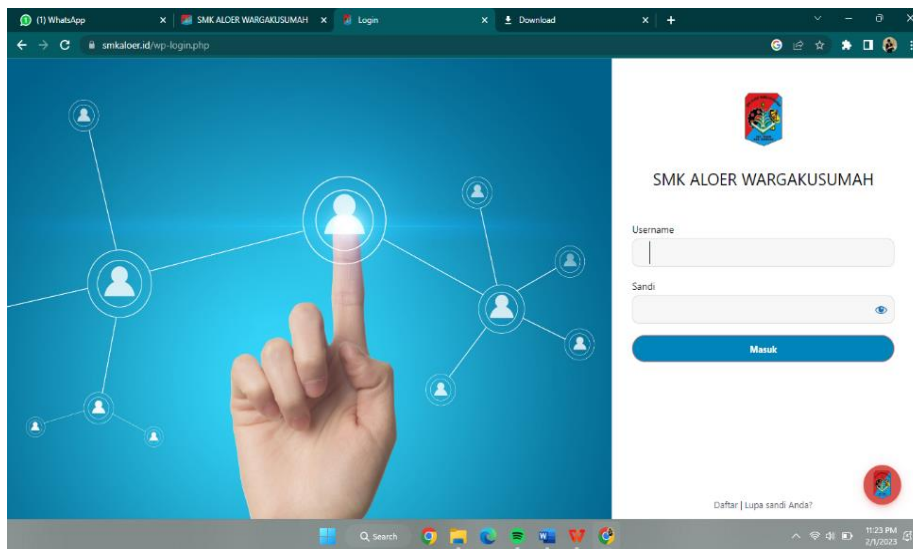 (1) WhatsApp
SMK ALOER WARGAKUSUMAH
Login
Download
smkaloer.id/wp-login.php
SMK ALOER WARGAKUSUMAH
Username
Sandi
Masuk
Daftar | Lupa sandi Anda?
Search
11:23 PM
2/1/2023